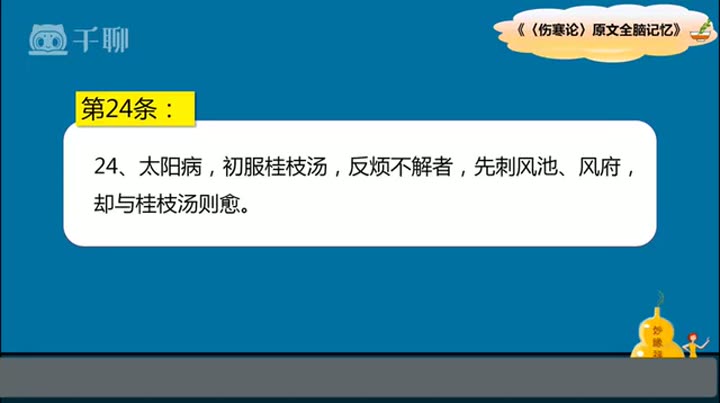 千聊
《〈伤寒论〉原文全脑记忆》
第24条：
24、太阳病，初服桂枝汤，反烦不解者，先刺风池、风府，
却与桂枝汤则愈。
妙
缘